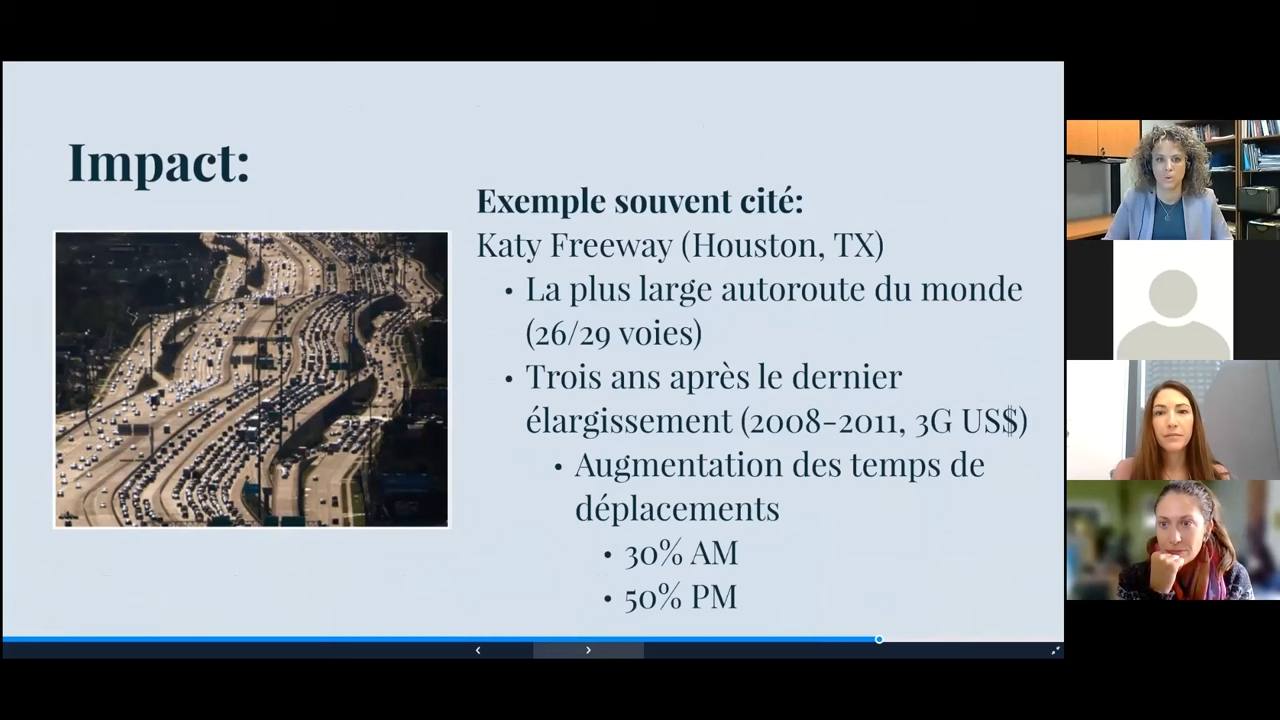 Impact:
Exemple souvent cité:
Katy Freeway (Houston, TX)
• La plus large autoroute du monde
(26/29 voies)
• Trois ans après le dernier
élargissement (2008-2011, 3G US$)
• Augmentation des temps de
déplacements
• 30% AM
• 50% PM